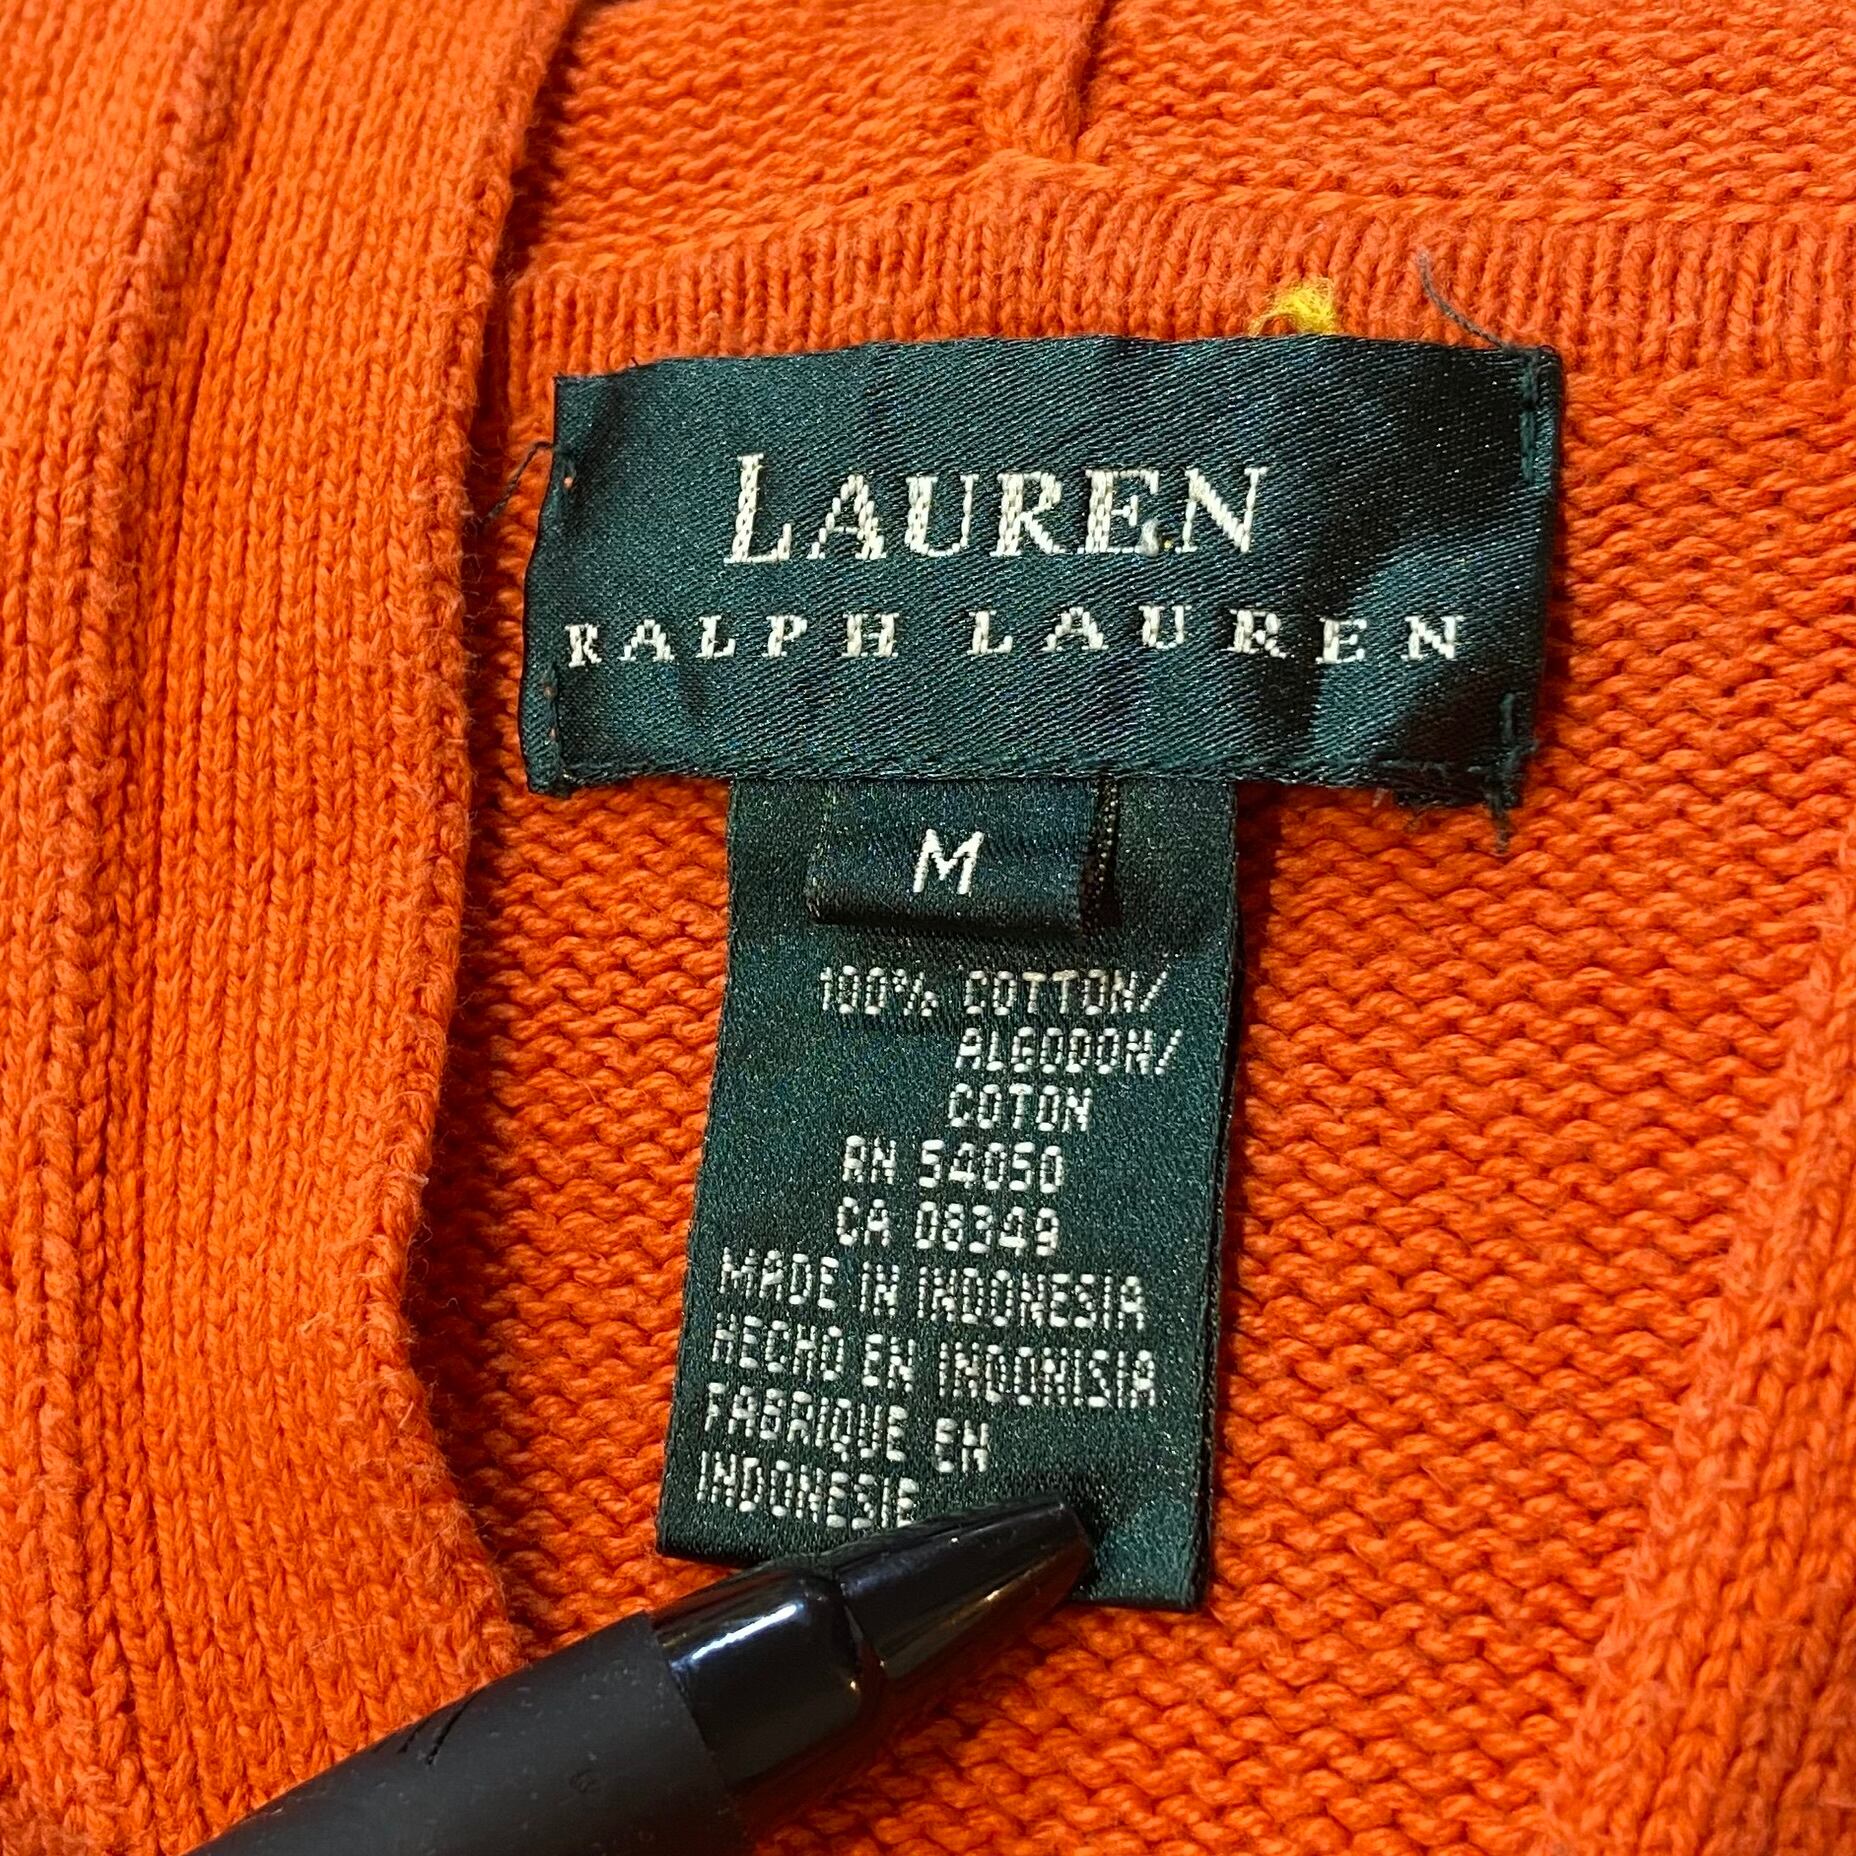 LAUREN
RALPH LAUREN
M
100% COTTON/
ALGODON/
COTON
RN 54050
CA 08349
MADE IN INDONESIA
HECHO EN INDONISIA
FABRIQUE EN
INDONESIE